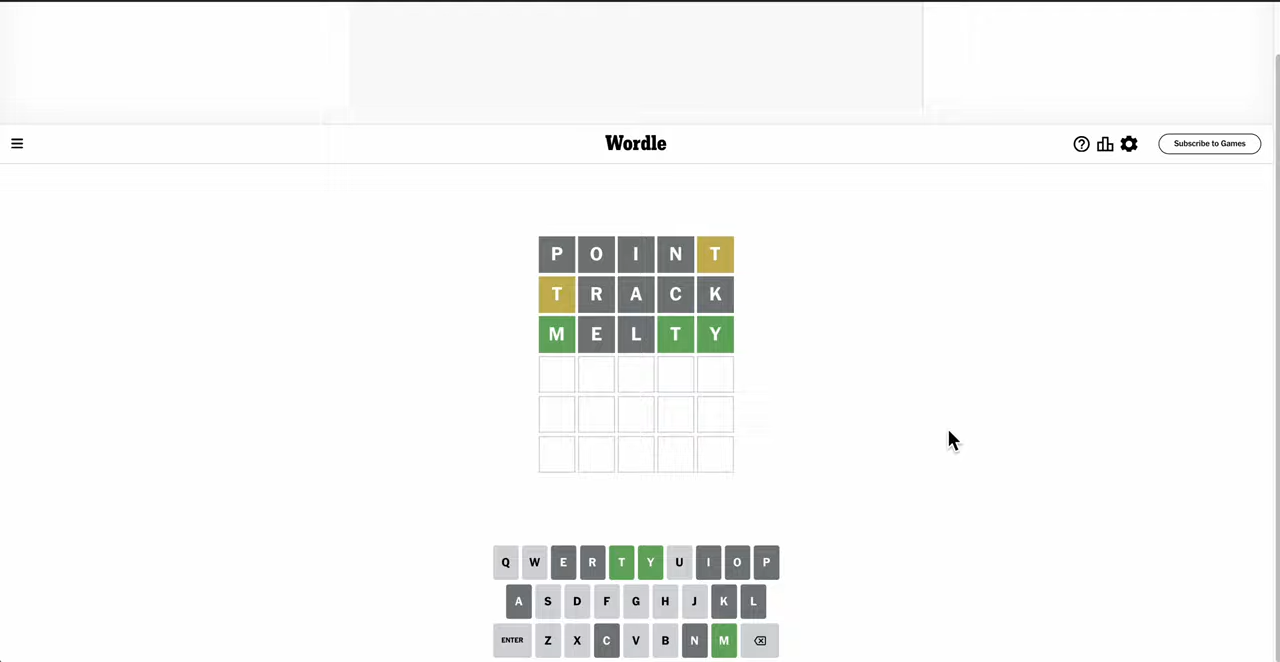 Wordle
Subscribe to Games
P O I N T
T R A C K
M E L T Y
Q W E R T Y U I O P
A S D F G H J K L
ENTER Z X C V B N M